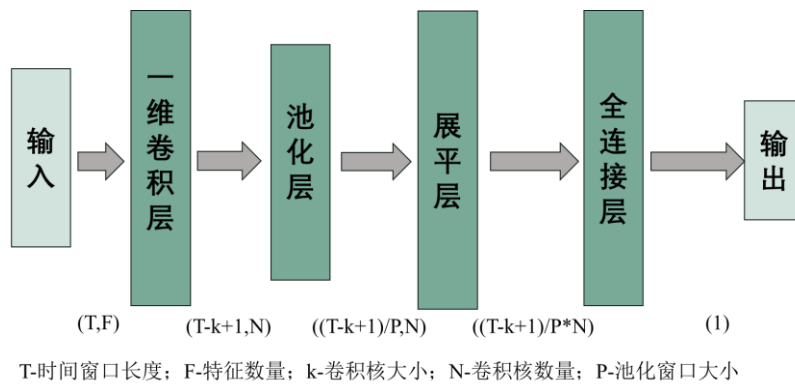 输入
一维卷积层
池化层
展平层
全连接层
输出
(T,F)
(T-k+1,N)
((T-k+1)/P,N)
((T-k+1)/P*N)
(1)
T-时间窗口长度；F-特征数量；k-卷积核大小；N-卷积核数量；P-池化窗口大小